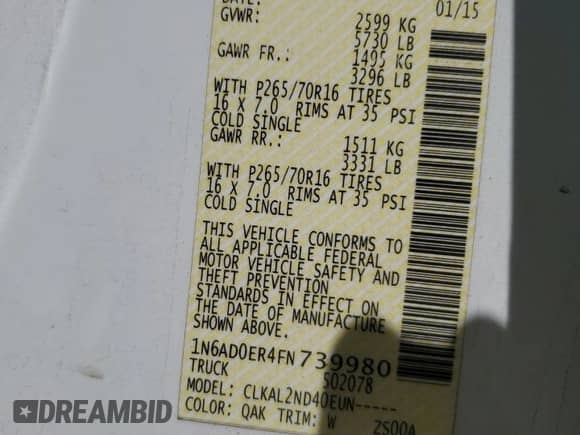 DATE: 01/15
GVWR: 2599 KG
5730 LB
GAWR FR.: 1495 KG
3296 LB
WITH P265/70R16 TIRES
16 X 7.0 RIMS AT 35 PSI
COLD SINGLE
GAWR RR.: 1511 KG
3331 LB
WITH P265/70R16 TIRES
16 X 7.0 RIMS AT 35 PSI
COLD SINGLE
THIS VEHICLE CONFORMS TO
ALL APPLICABLE FEDERAL
MOTOR VEHICLE SAFETY AND
THEFT PREVENTION
STANDARDS IN EFFECT ON
THE DATE OF MANUFACTURE
SHOWN ABOVE.
1N6AD0ER4FN739980
TRUCK 502078
MODEL: CLKAL2ND40EUN-----
COLOR: QAK TRIM: W 2S00A
DREAMBID